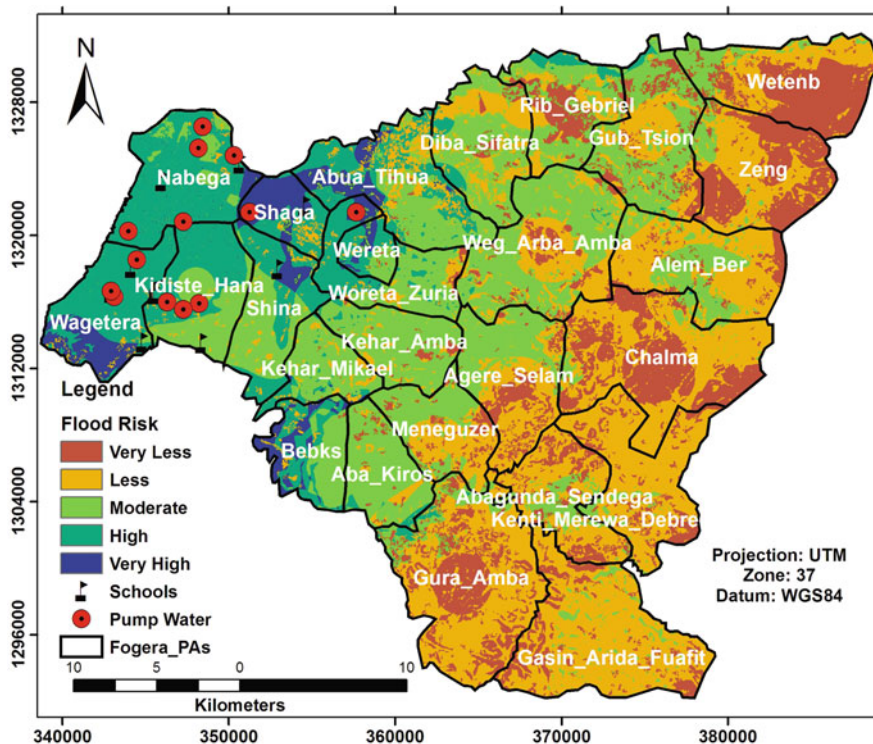 N
1328000
1320000
1312000
1304000
1296000
Wetenb
Rib_Gebriel
Gub_Tsion
Diba_Sifatra
Zeng
Abua_Tihua
Nabega
Shaga
Wereta
Weg_Arba_Amba
Alem_Ber
Kidiste_Hana
Woreta_Zuria
Shina
Wagetera
Kehar_Amba
Chalma
Kehar_Mikael
Agere_Selam
Meneguzer
Bebks
Aba_Kiros
Abagunda_Sendega
Kenti_Merewa_Debre
Gura_Amba
Gasin_Arida_Fuafit
Legend
Flood Risk
Very Less
Less
Moderate
High
Very High
Schools
Pump Water
Fogera_PAs
10 5 0 10
Kilometers
Projection: UTM
Zone: 37
Datum: WGS84
340000 350000 360000 370000 380000